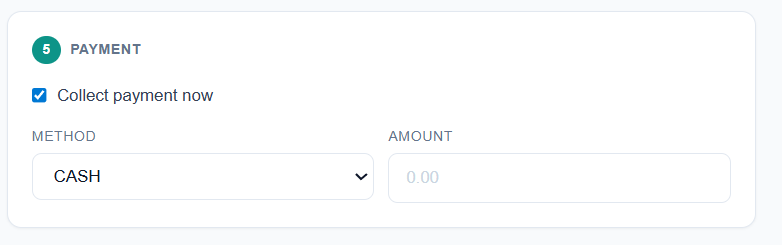 5 PAYMENT
Collect payment now
METHOD AMOUNT
CASH 0.00